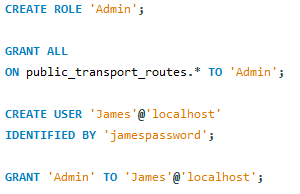 CREATE ROLE 'Admin';
GRANT ALL
ON public_transport_routes.* TO 'Admin';
CREATE USER 'James'@'localhost'
IDENTIFIED BY 'jamespassword';
GRANT 'Admin' TO 'James'@'localhost';